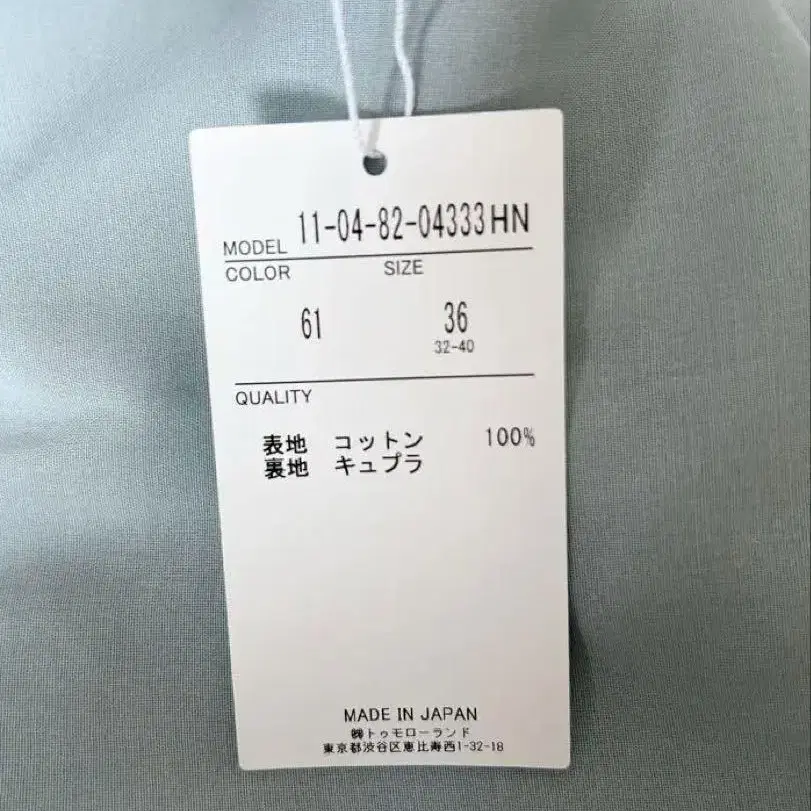 MODEL 11-04-82-04333HN
COLOR SIZE
61 36
32-40
QUALITY
表地 コットン 100%
裏地 キュプラ
MADE IN JAPAN
㈱トゥモローランド
東京都渋谷区恵比寿西1-32-18